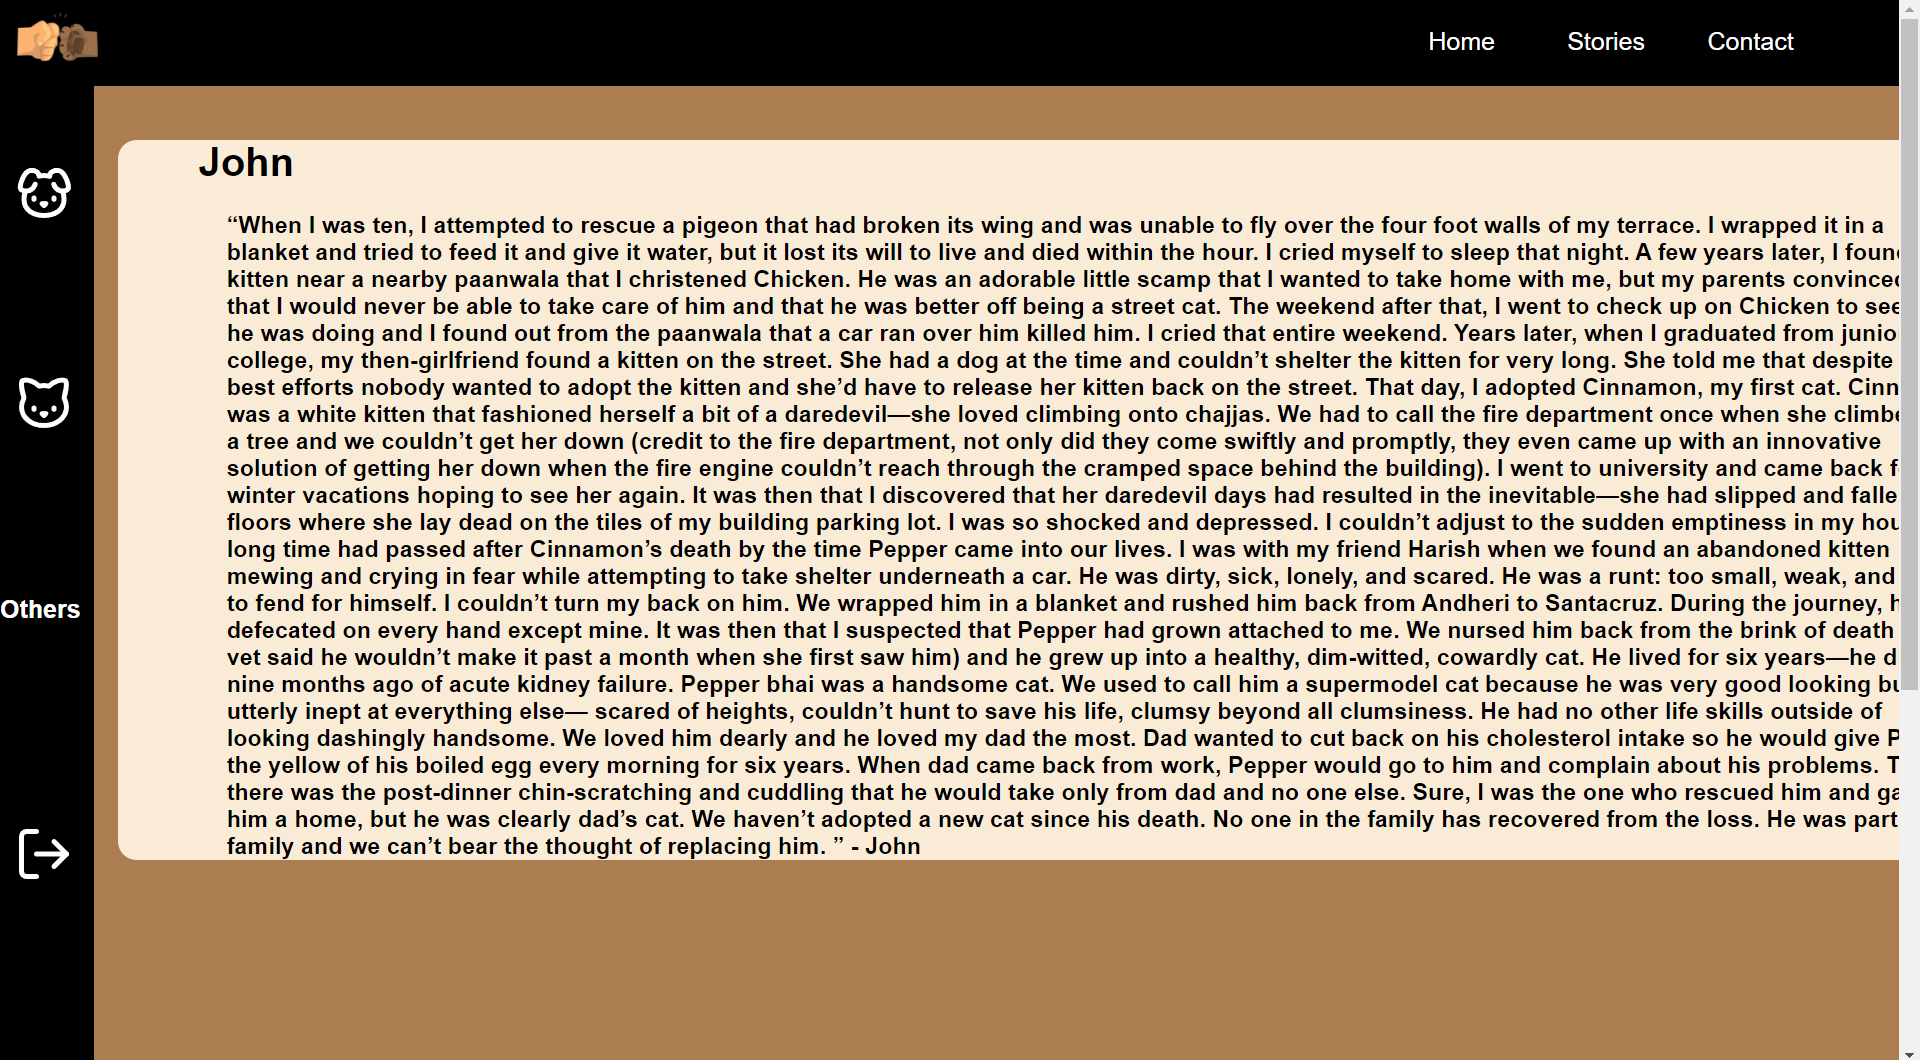 Home Stories Contact
John
“When I was ten, I attempted to rescue a pigeon that had broken its wing and was unable to fly over the four foot walls of my terrace. I wrapped it in a
blanket and tried to feed it and give it water, but it lost its will to live and died within the hour. I cried myself to sleep that night. A few years later, I
kitten near a nearby paanwala that I christened Chicken. He was an adorable little scamp that I wanted to take home with me, but my parents
that I would never be able to take care of him and that he was better off being a street cat. The weekend after that, I went to check up on Chicken to see
he was doing and I found out from the paanwala that a car ran over him killed him. I cried that entire weekend. Years later, when I graduated from
college, my then-girlfriend found a kitten on the street. She had a dog at the time and couldn’t shelter the kitten for very long. She told me that despite
best efforts nobody wanted to adopt the kitten and she’d have to release her kitten back on the street. That day, I adopted Cinnamon, my first cat.
was a white kitten that fashioned herself a bit of a daredevil—she loved climbing onto chajjas. We had to call the fire department once when she
a tree and we couldn’t get her down (credit to the fire department, not only did they come swiftly and promptly, they even came up with an innovative
solution of getting her down when the fire engine couldn’t reach through the cramped space behind the building). I went to university and came back
winter vacations hoping to see her again. It was then that I discovered that her daredevil days had resulted in the inevitable—she had slipped and
floors where she lay dead on the tiles of my building parking lot. I was so shocked and depressed. I couldn’t adjust to the sudden emptiness in my
long time had passed after Cinnamon’s death by the time Pepper came into our lives. I was with my friend Harish when we found an abandoned kitten
mewing and crying in fear while attempting to take shelter underneath a car. He was dirty, sick, lonely, and scared. He was a runt: too small, weak, and
Others
to fend for himself. I couldn’t turn my back on him. We wrapped him in a blanket and rushed him back from Andheri to Santacruz. During the journey,
defecated on every hand except mine. It was then that I suspected that Pepper had grown attached to me. We nursed him back from the brink of death
vet said he wouldn’t make it past a month when she first saw him) and he grew up into a healthy, dim-witted, cowardly cat. He lived for six years—he
nine months ago of acute kidney failure. Pepper bhai was a handsome cat. We used to call him a supermodel cat because he was very good looking
utterly inept at everything else— scared of heights, couldn’t hunt to save his life, clumsy beyond all clumsiness. He had no other life skills outside of
looking dashingly handsome. We loved him dearly and he loved my dad the most. Dad wanted to cut back on his cholesterol intake so he would give
the yellow of his boiled egg every morning for six years. When dad came back from work, Pepper would go to him and complain about his problems.
there was the post-dinner chin-scratching and cuddling that he would take only from dad and no one else. Sure, I was the one who rescued him and
him a home, but he was clearly dad’s cat. We haven’t adopted a new cat since his death. No one in the family has recovered from the loss. He was part
family and we can’t bear the thought of replacing him. ” - John